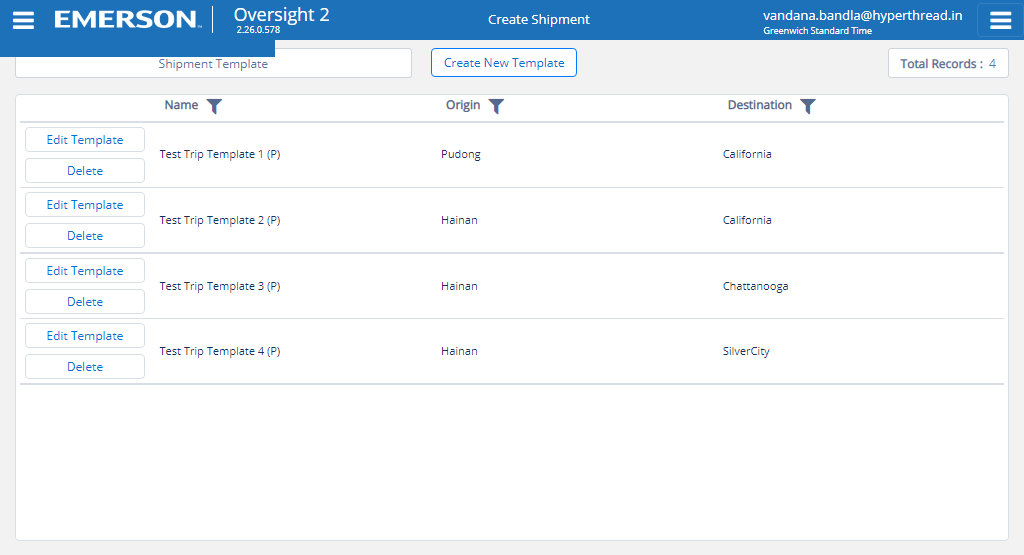 EMERSON™ Oversight 2 Create Shipment vandana.bandla@hyperthread.in
2.26.0.578 Greenwich Standard Time
Shipment Template Create New Template Total Records : 4
Name Origin Destination
Edit Template
Test Trip Template 1 (P) Pudong California
Delete
Edit Template
Test Trip Template 2 (P) Hainan California
Delete
Edit Template
Test Trip Template 3 (P) Hainan Chattanooga
Delete
Edit Template
Test Trip Template 4 (P) Hainan SilverCity
Delete